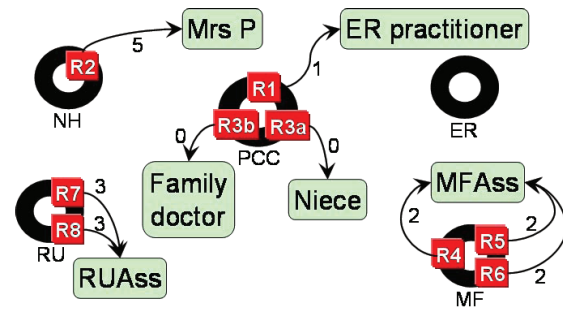 Mrs P
ER practitioner
5
R2
1
R1
NH
ER
0
R3b
R3a
0
PCC
Family
doctor
Niece
MFAss
R7
3
R8
3
RU
RUAss
2
R4
R5
2
R6
2
MF